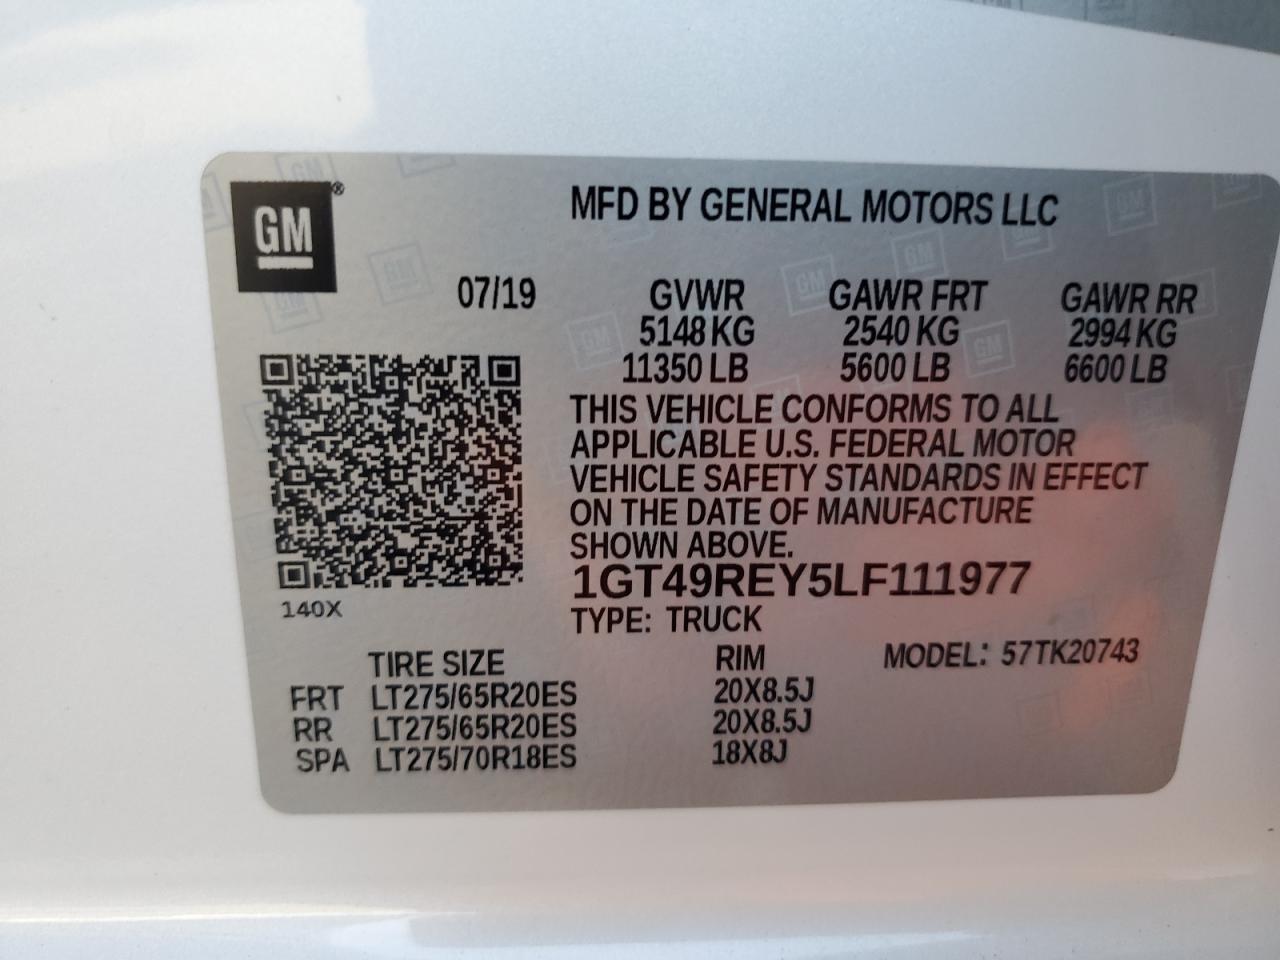 GM®
MFD BY GENERAL MOTORS LLC
07/19 GVWR GAWR FRT GAWR RR
5148 KG 2540 KG 2994 KG
11350 LB 5600 LB 6600 LB
THIS VEHICLE CONFORMS TO ALL
APPLICABLE U.S. FEDERAL MOTOR
VEHICLE SAFETY STANDARDS IN EFFECT
ON THE DATE OF MANUFACTURE
SHOWN ABOVE.
1GT49REY5LF111977
140X
TYPE: TRUCK
TIRE SIZE RIM MODEL: 57TK20743
FRT LT275/65R20ES 20X8.5J
RR LT275/65R20ES 20X8.5J
SPA LT275/70R18ES 18X8J